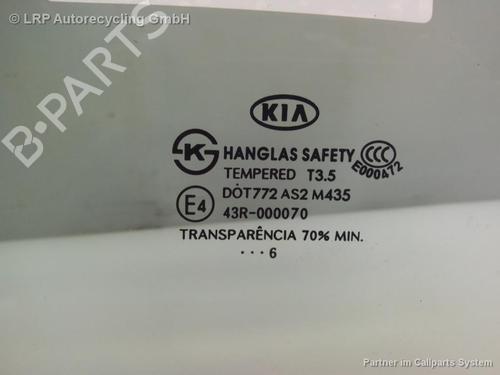 © LRP Autorecycling GmbH
B-PARTS
KIA
HANGLAS SAFETY
CCC
E000472
TEMPERED T3.5
DOT772 AS2 M435
E4
43R-000070
TRANSPARÊNCIA 70% MIN.
··· 6
Partner im Callparts System